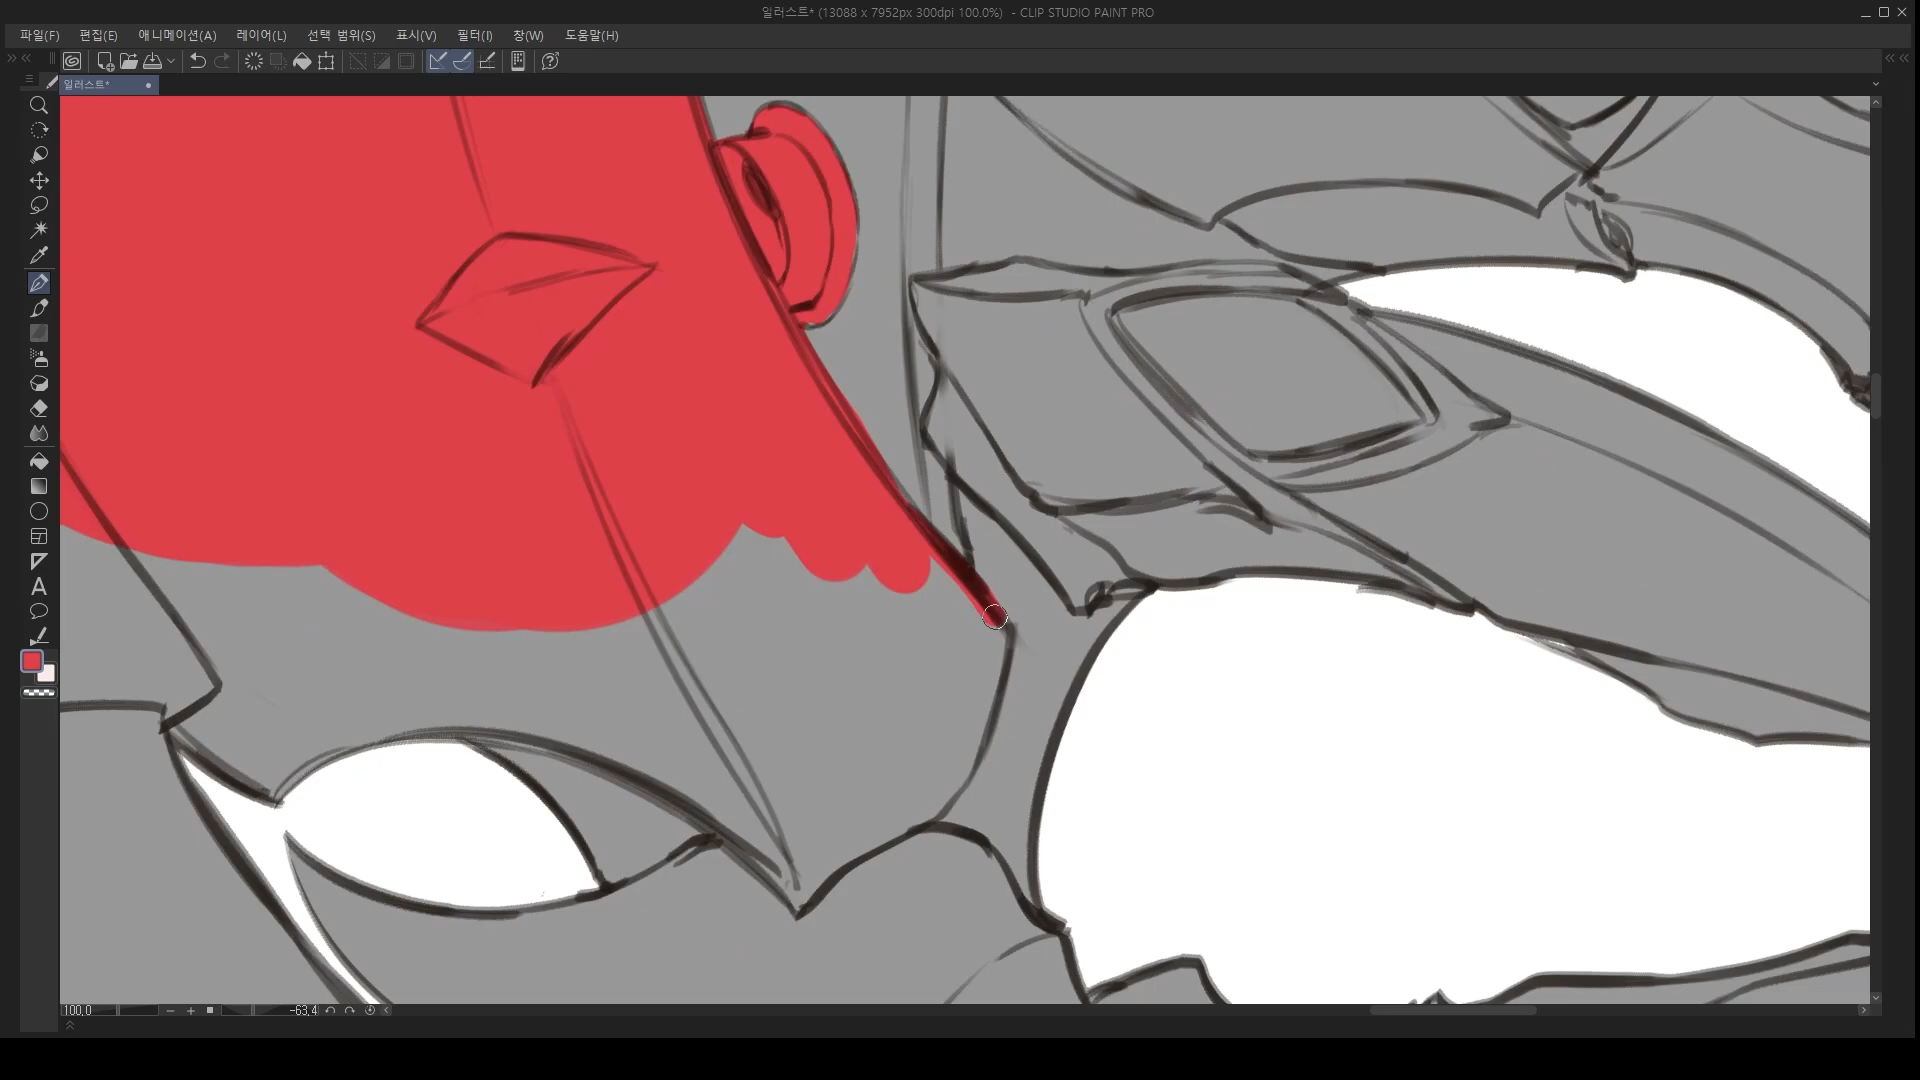 일러스트* (13088 x 7952px 300dpi 100.0%) - CLIP STUDIO PAINT PRO
파일(F) 편집(E) 애니메이션(A) 레이어(L) 선택 범위(S) 표시(V) 필터(I) 창(W) 도움말(H)
일러스트*
100.0 -63.4